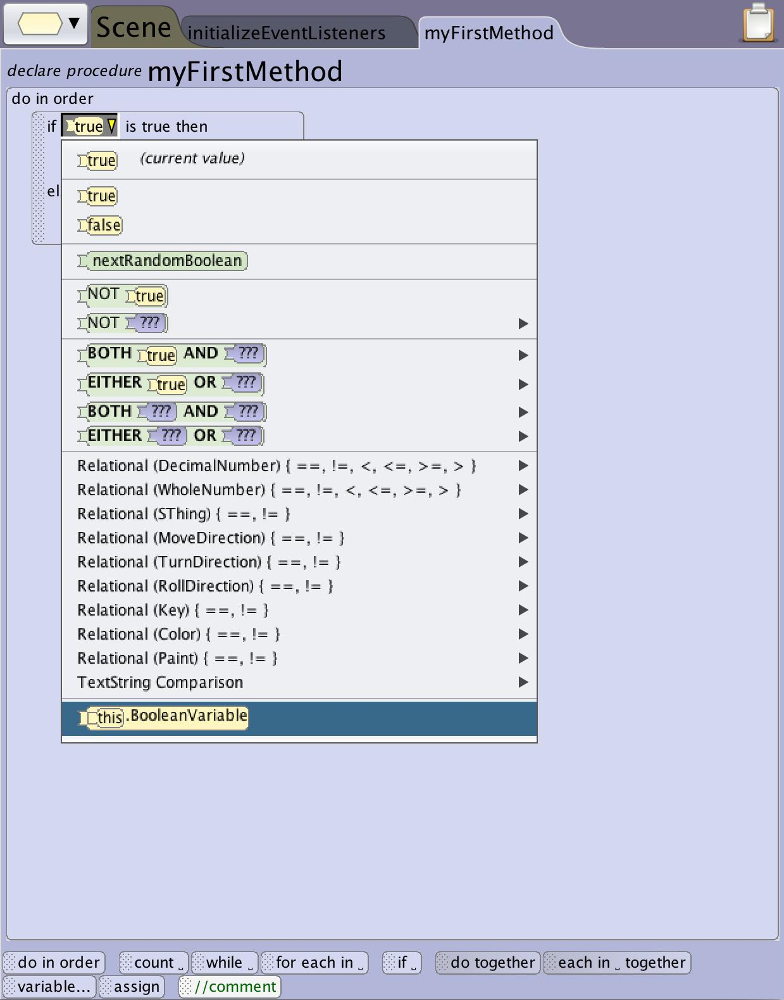 Scene initializeEventListeners myFirstMethod
declare procedure myFirstMethod
do in order
if true is true then
true (current value)
true
el
false
nextRandomBoolean
NOT true
NOT ???
BOTH true AND ???
EITHER true OR ???
BOTH ??? AND ???
EITHER ??? OR ???
Relational (DecimalNumber) { ==, !=, <, <=, >=, > }
Relational (WholeNumber) { ==, !=, <, <=, >=, > }
Relational (SThing) { ==, != }
Relational (MoveDirection) { ==, != }
Relational (TurnDirection) { ==, != }
Relational (RollDirection) { ==, != }
Relational (Key) { ==, != }
Relational (Color) { ==, != }
Relational (Paint) { ==, != }
TextString Comparison
this.BooleanVariable
do in order count ˽ while ˽ for each in ˽ if ˽ do together each in ˽ together
variable... assign //comment